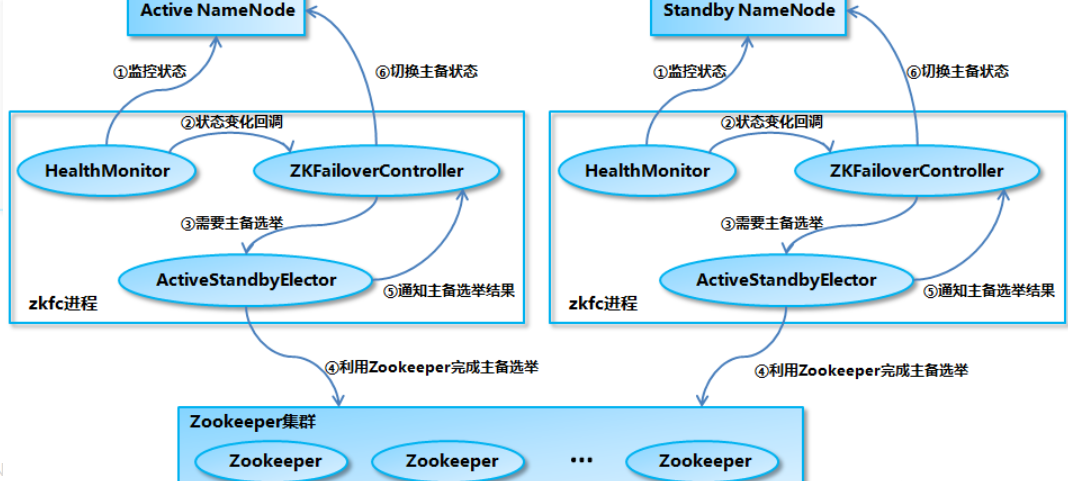 Active NameNode
Standby NameNode
①监控状态
⑥切换主备状态
①监控状态
⑥切换主备状态
②状态变化回调
②状态变化回调
HealthMonitor
ZKFailoverController
HealthMonitor
ZKFailoverController
③需要主备选举
③需要主备选举
ActiveStandbyElector
ActiveStandbyElector
⑤通知主备选举结果
⑤通知主备选举结果
zkfc进程
zkfc进程
④利用Zookeeper完成主备选举
④利用Zookeeper完成主备选举
Zookeeper集群
Zookeeper
Zookeeper
...
Zookeeper